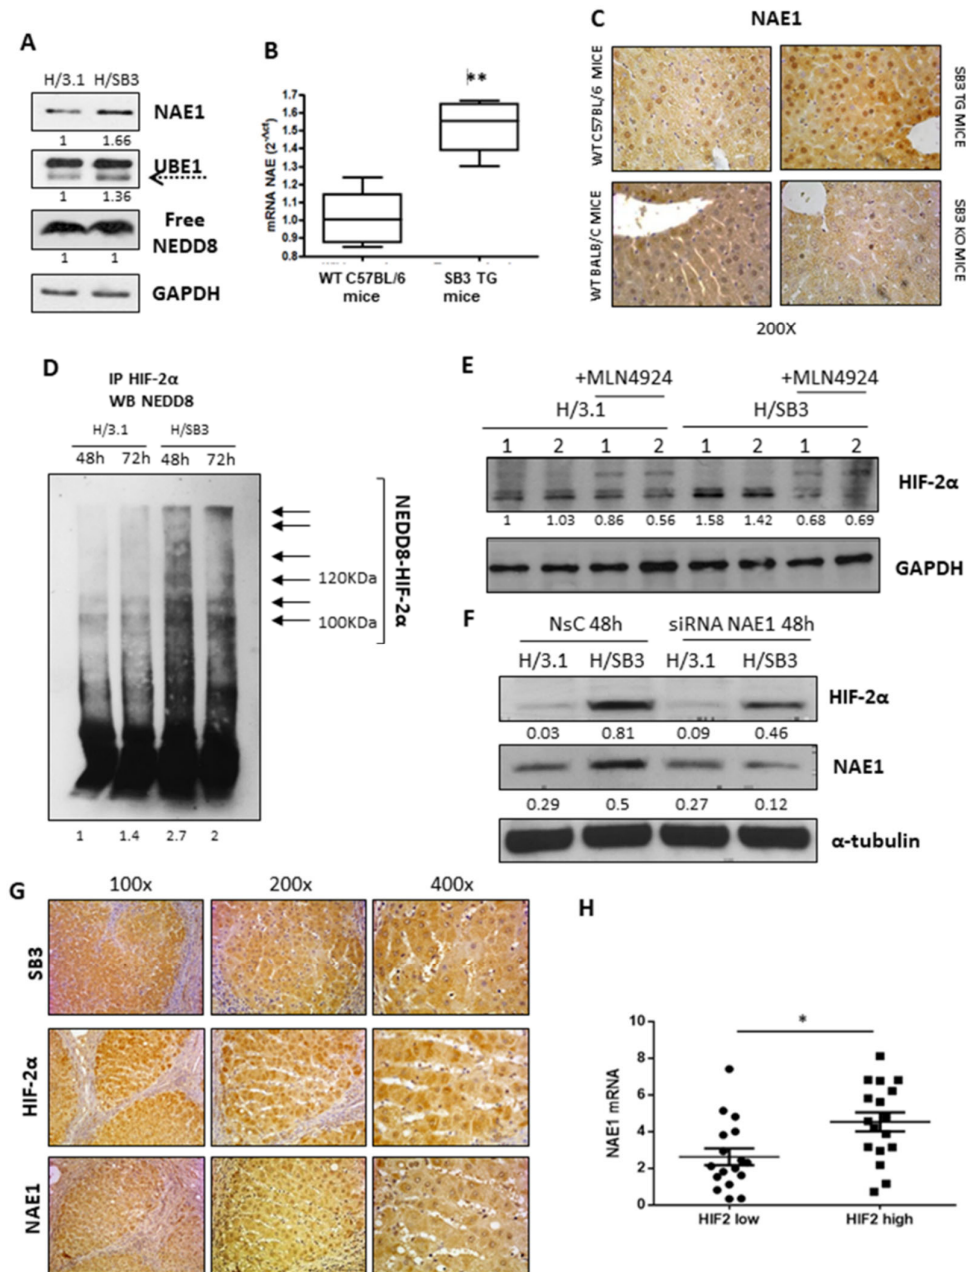 A
H/3.1 H/SB3
NAE1
1 1.66
UBE1
1 1.36
Free
NEDD8
1 1
GAPDH
B
**
mRNA NAE (2^-ΔΔct)
1.7
1.6
1.5
1.4
1.3
1.2
1.1
1.0
0.9
0.8
WT C57BL/6
mice
SB3 TG
mice
C
NAE1
WT C57BL/6 MICE
SB3 TG MICE
WT BALB/C MICE
SB3 KO MICE
200X
D
IP HIF-2α
WB NEDD8
H/3.1 H/SB3
48h 72h 48h 72h
120KDa
100KDa
NEDD8-HIF-2α
1 1.4 2.7 2
E
+MLN4924 +MLN4924
H/3.1 H/SB3
1 2 1 2 1 2 1 2
HIF-2α
1 1.03 0.86 0.56 1.58 1.42 0.68 0.69
GAPDH
F
NsC 48h siRNA NAE1 48h
H/3.1 H/SB3 H/3.1 H/SB3
HIF-2α
0.03 0.81 0.09 0.46
NAE1
0.29 0.5 0.27 0.12
α-tubulin
G
100x 200x 400x
SB3
HIF-2α
NAE1
H
*
NAE1 mRNA
10
8
6
4
2
0
HIF2 low HIF2 high